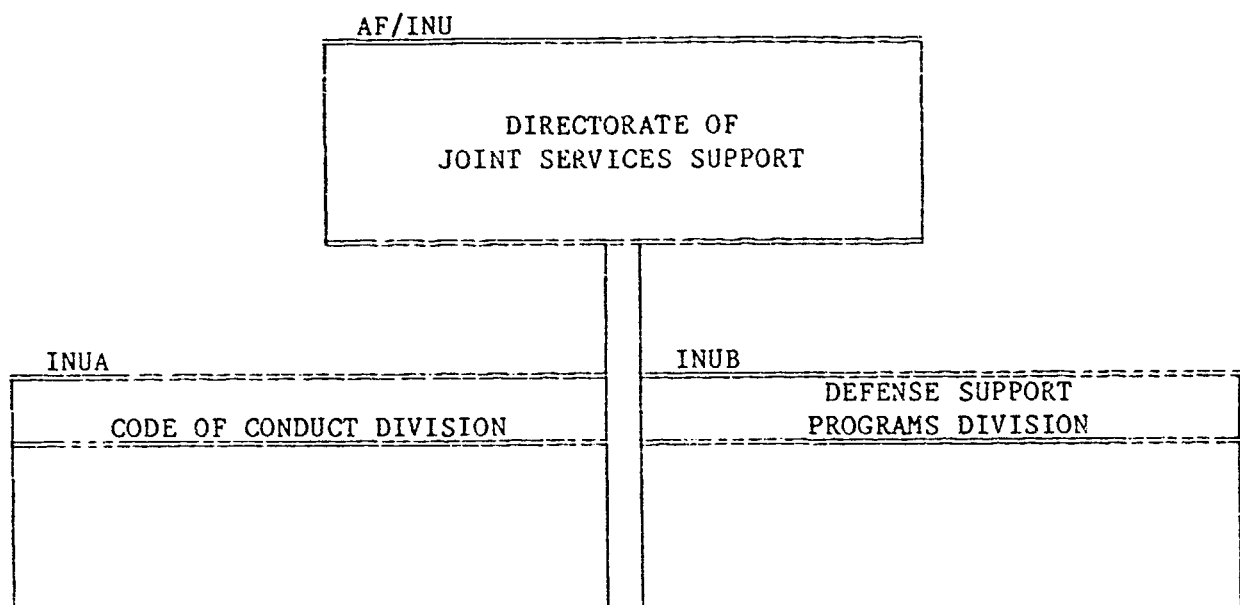 AF/INU
DIRECTORATE OF
JOINT SERVICES SUPPORT
INUA
CODE OF CONDUCT DIVISION
INUB
DEFENSE SUPPORT
PROGRAMS DIVISION